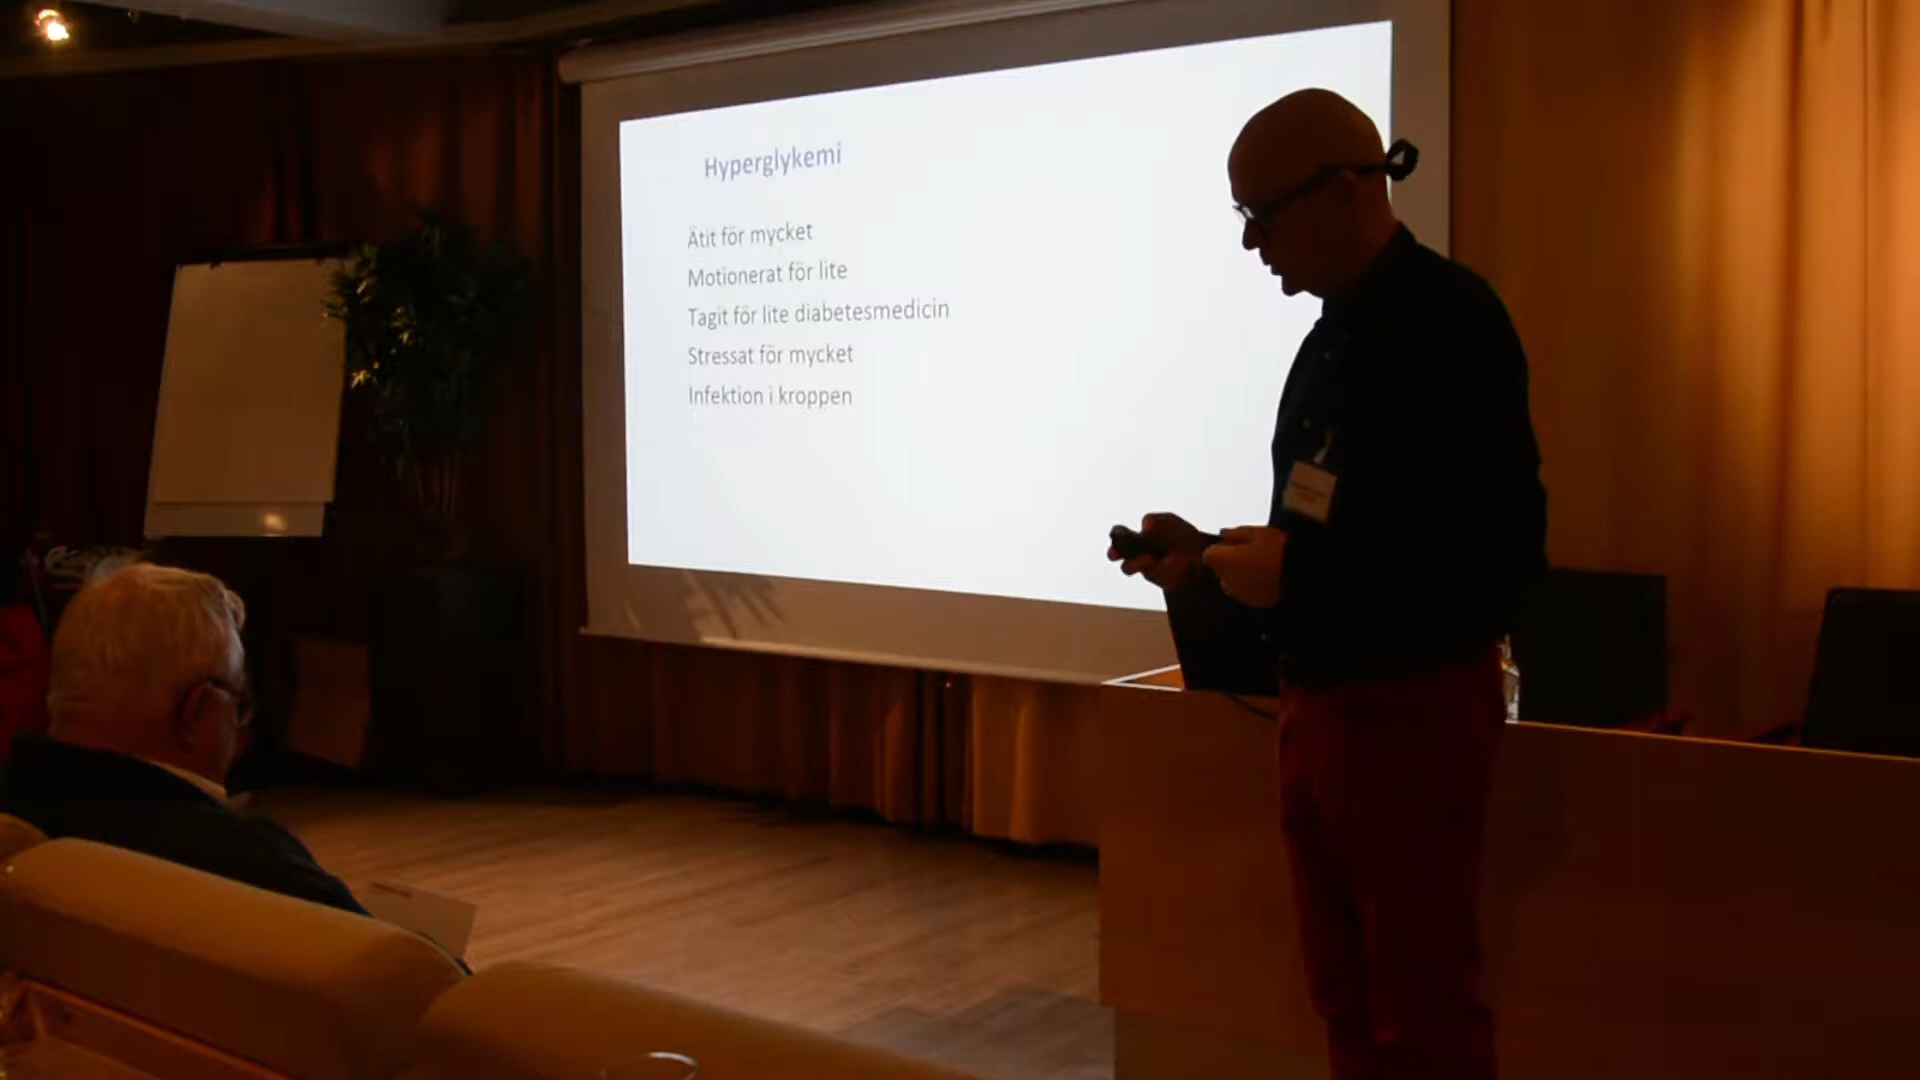 Hyperglykemi
Ätit för mycket
Motionerat för lite
Tagit för lite diabetesmedicin
Stressat för mycket
Infektion i kroppen